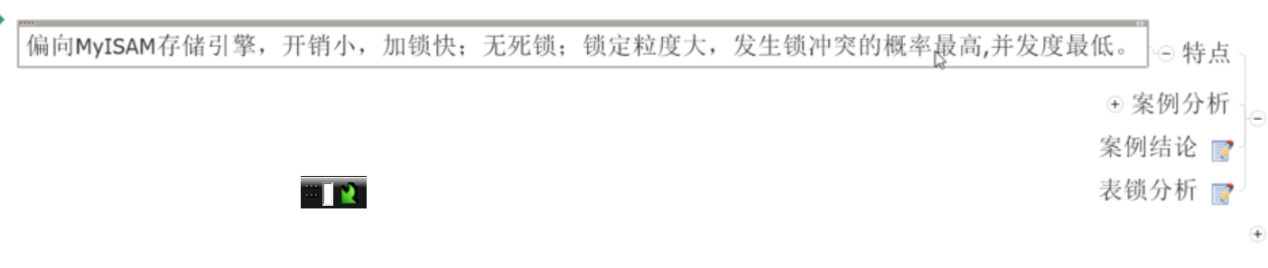 偏向MyISAM存储引擎，开销小，加锁快；无死锁；锁定粒度大，发生锁冲突的概率最高,并发度最低。
特点
案例分析
案例结论
表锁分析